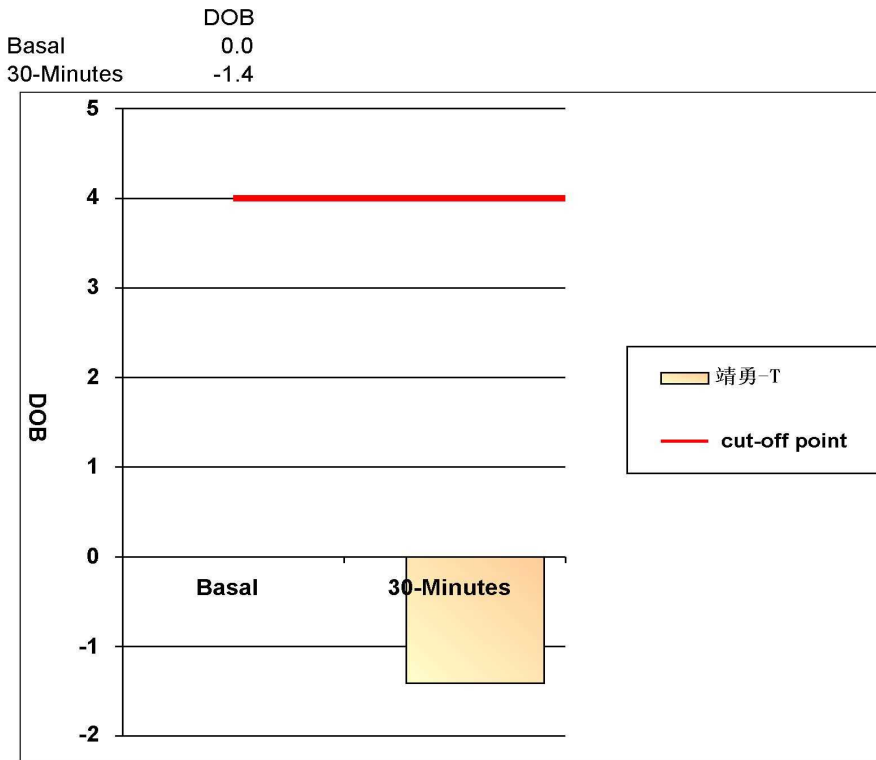 DOB
Basal 0.0
30-Minutes -1.4
5
4
3
2
1
0
-1
-2
DOB
Basal 30-Minutes
靖勇-T
cut-off point